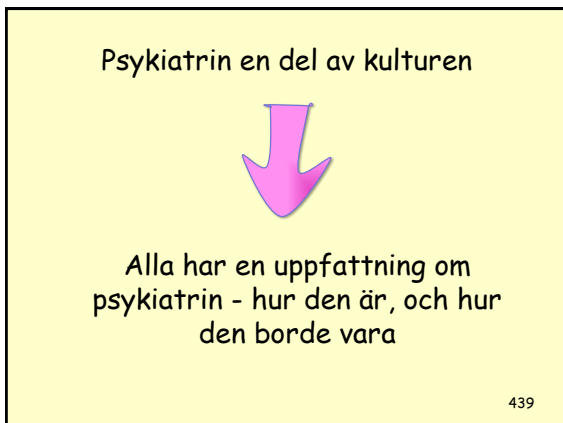 Psykiatrin en del av kulturen
Alla har en uppfattning om
psykiatrin - hur den är, och hur
den borde vara
439